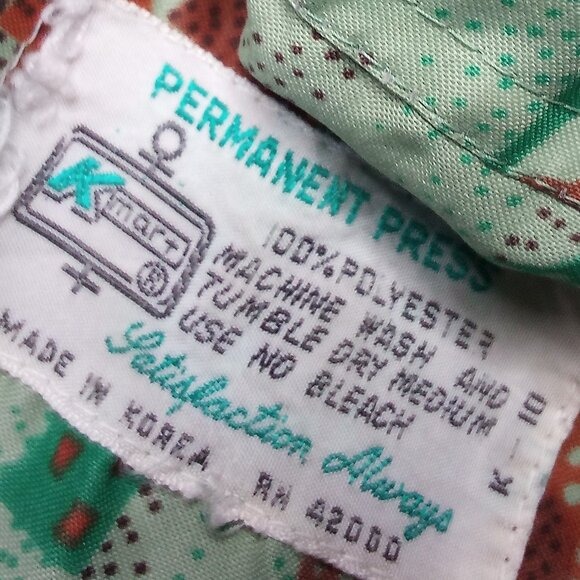 PERMANENT PRESS
Kmart ®
100% POLYESTER
MACHINE WASH AND
TUMBLE DRY MEDIUM
USE NO BLEACH
Satisfaction Always
MADE IN KOREA RN 42000
K-10